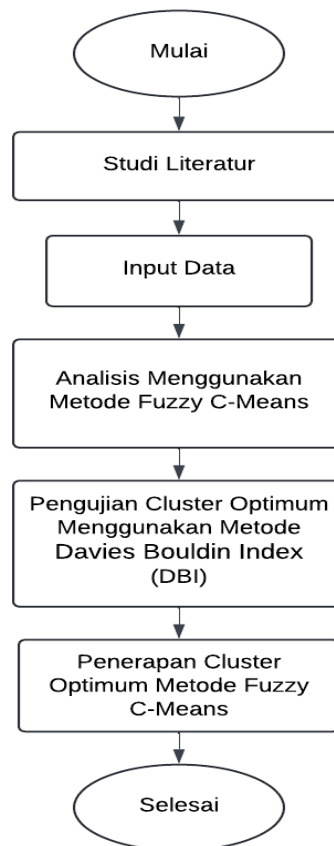 Mulai
Studi Literatur
Input Data
Analisis Menggunakan
Metode Fuzzy C-Means
Pengujian Cluster Optimum
Menggunakan Metode
Davies Bouldin Index
(DBI)
Penerapan Cluster
Optimum Metode Fuzzy
C-Means
Selesai